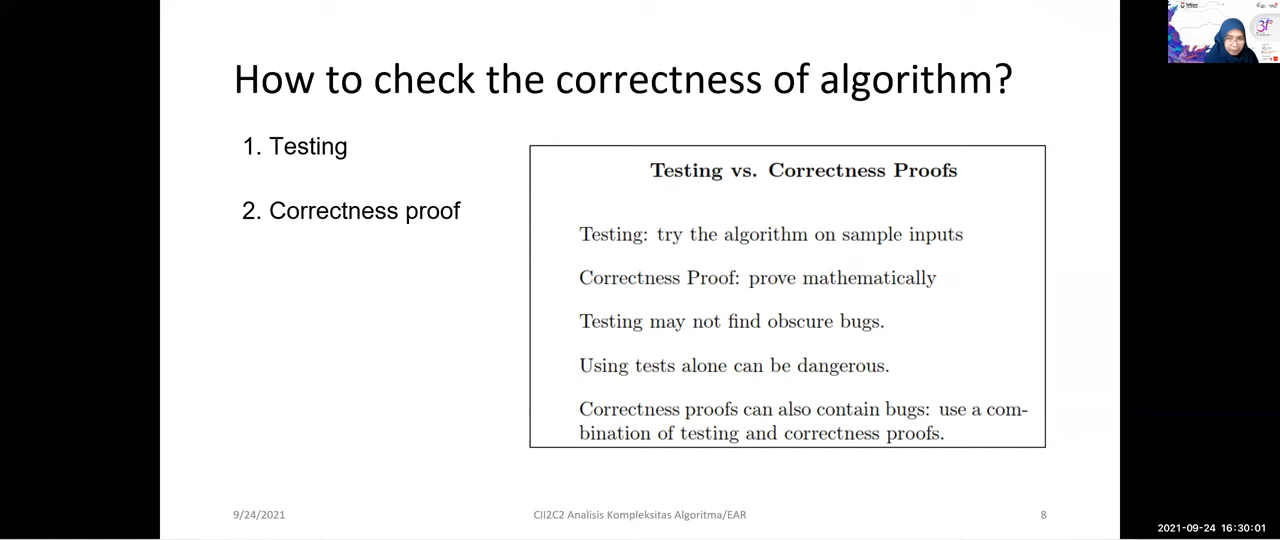 How to check the correctness of algorithm?
1. Testing
2. Correctness proof
Testing vs. Correctness Proofs
Testing: try the algorithm on sample inputs
Correctness Proof: prove mathematically
Testing may not find obscure bugs.
Using tests alone can be dangerous.
Correctness proofs can also contain bugs: use a com-
bination of testing and correctness proofs.
9/24/2021
CII2C2 Analisis Kompleksitas Algoritma/EAR
8
2021-09-24 16:30:01